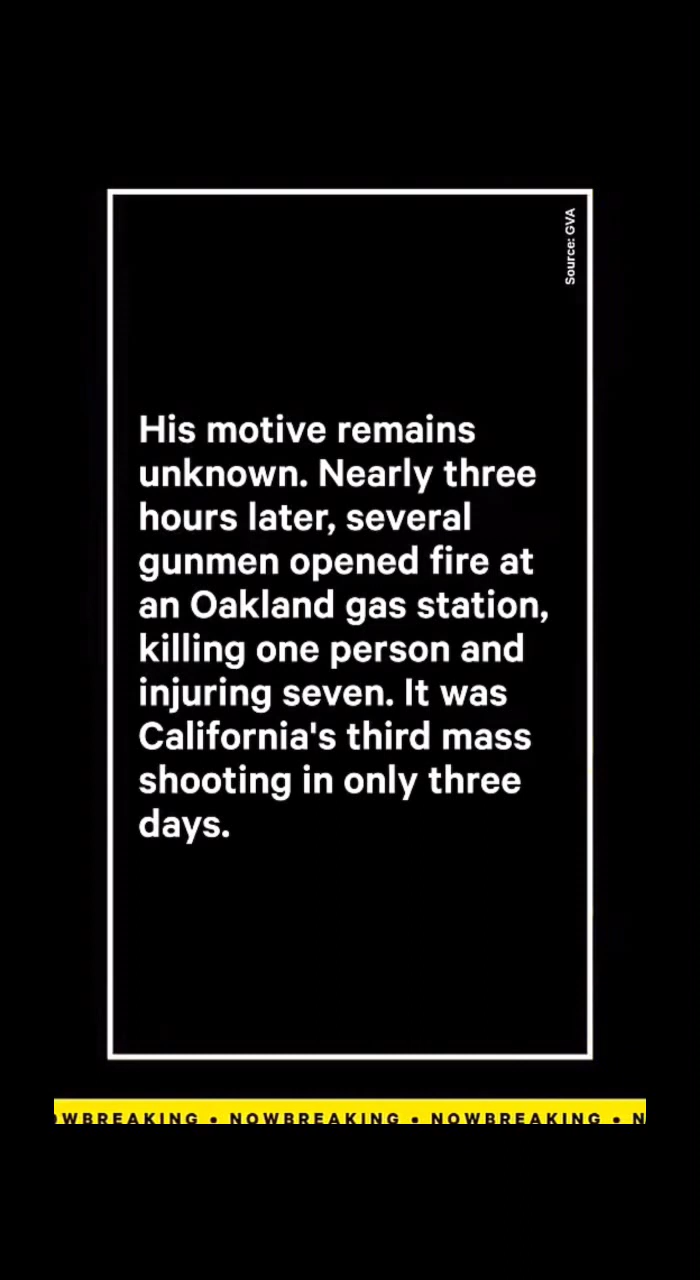 Source: GVA
His motive remains
unknown. Nearly three
hours later, several
gunmen opened fire at
an Oakland gas station,
killing one person and
injuring seven. It was
California's third mass
shooting in only three
days.
OWBREAKING • NOWBREAKING • NOWBREAKING • N